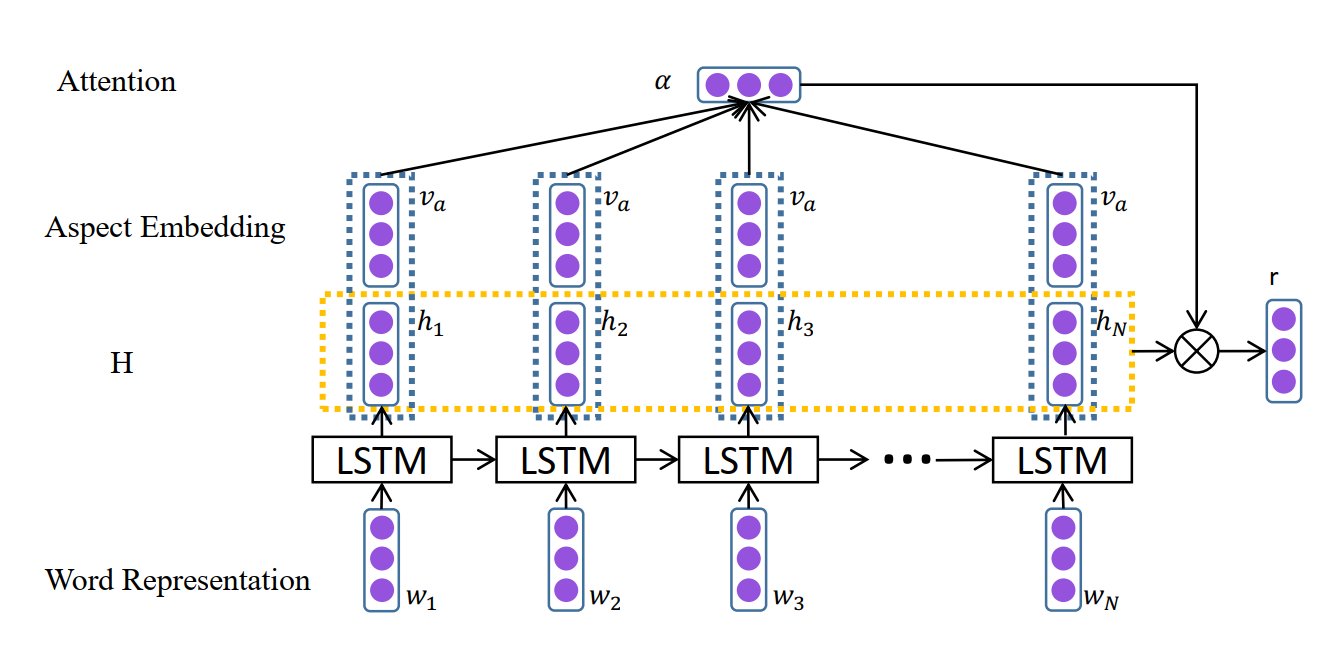 Attention
α
Aspect Embedding
v_a v_a v_a v_a
r
H
h_1 h_2 h_3 h_N
LSTM LSTM LSTM ... LSTM
Word Representation
w_1 w_2 w_3 w_N